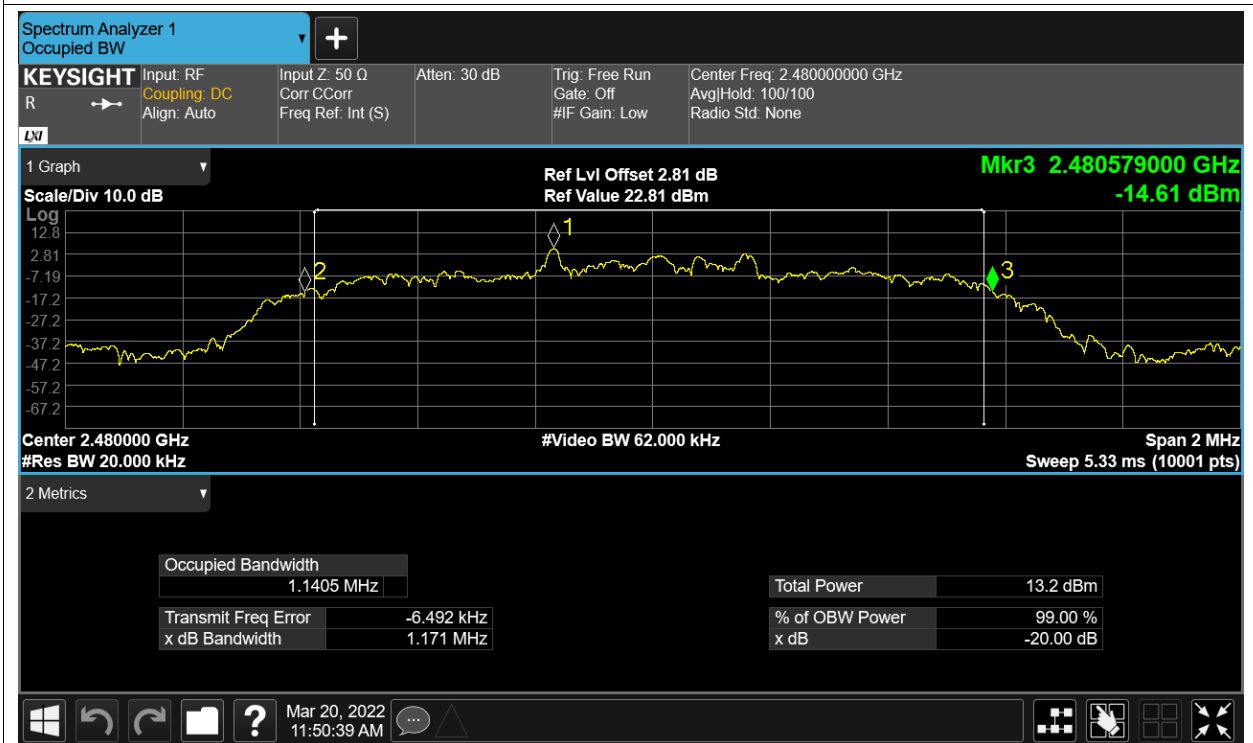 Spectrum Analyzer 1
Occupied BW
+
KEYSIGHT Input: RF Input Z: 50 Ω Atten: 30 dB Trig: Free Run Center Freq: 2.480000000 GHz
R Coupling: DC Corr CCorr Gate: Off Avg|Hold: 100/100
Align: Auto Freq Ref: Int (S) #IF Gain: Low Radio Std: None
LXI
1 Graph Ref Lvl Offset 2.81 dB Mkr3 2.480579000 GHz
Scale/Div 10.0 dB Ref Value 22.81 dBm -14.61 dBm
Log
12.8
2.81
-7.19
-17.2
-27.2
-37.2
-47.2
-57.2
-67.2
1
2
3
Center 2.480000 GHz #Video BW 62.000 kHz Span 2 MHz
#Res BW 20.000 kHz Sweep 5.33 ms (10001 pts)
2 Metrics
Occupied Bandwidth
1.1405 MHz Total Power 13.2 dBm
Transmit Freq Error -6.492 kHz % of OBW Power 99.00 %
x dB Bandwidth 1.171 MHz x dB -20.00 dB
? Mar 20, 2022
11:50:39 AM